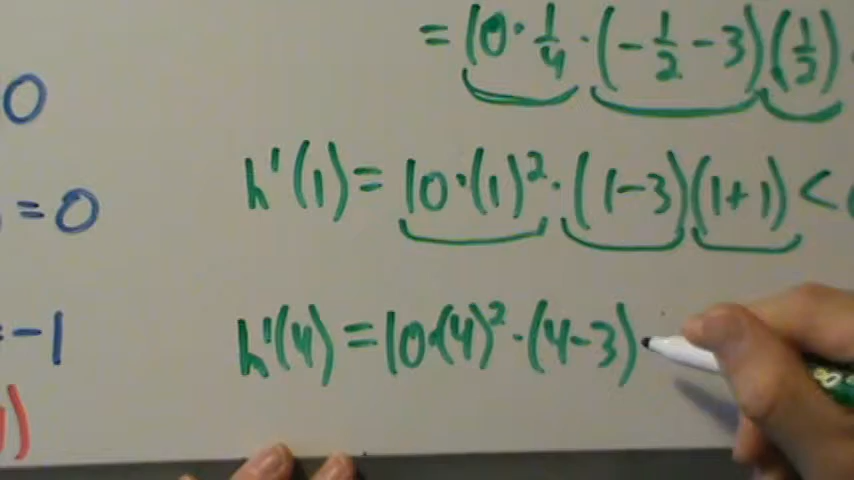 = 10 · 1/4 · (-1/2 - 3)(1/2)
0
h'(1) = 10·(1)²·(1-3)(1+1) <
= 0
= -1
h'(4) = 10·(4)²·(4-3)
)